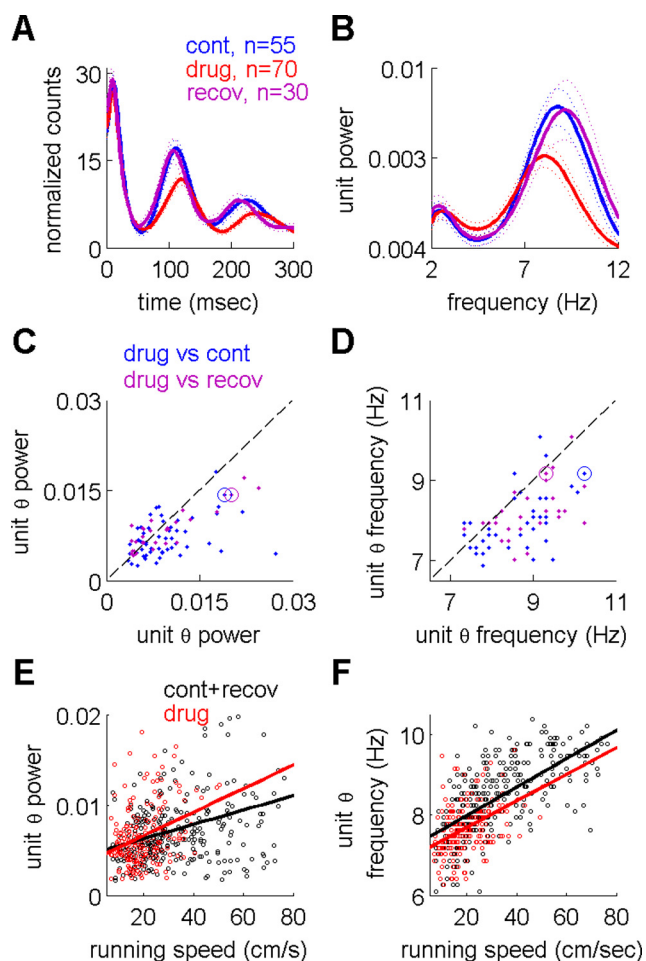 A
cont, n=55
drug, n=70
recov, n=30
normalized counts
30
15
0
0 100 200 300
time (msec)
B
unit power
0.01
0.003
0.004
2 7 12
frequency (Hz)
C
drug vs cont
drug vs recov
unit θ power
0.03
0.015
0
0 0.015 0.03
unit θ power
D
unit θ frequency (Hz)
11
9
7
7 9 11
unit θ frequency (Hz)
E
cont+recov
drug
unit θ power
0.02
0.01
0
20 40 60 80
running speed (cm/s)
F
unit θ
frequency (Hz)
10
8
6
20 40 60 80
running speed (cm/sec)